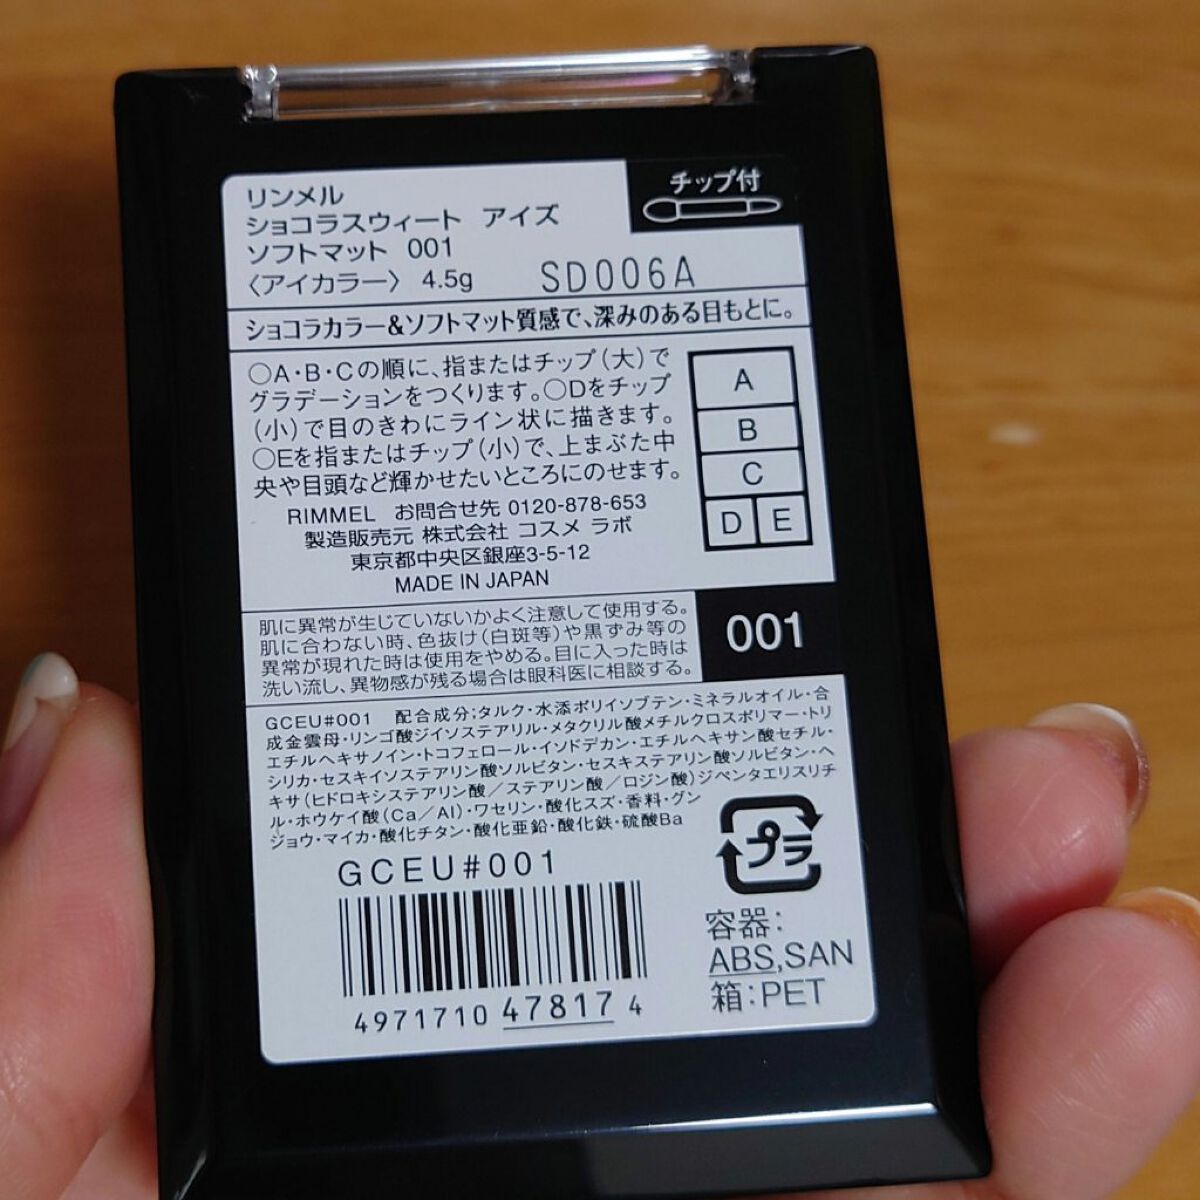 チップ付
リンメル
ショコラスウィート アイズ
ソフトマット 001
〈アイカラー〉 4.5g SD006A
ショコラカラー&ソフトマット質感で、深みのある目もとに。
○A・B・Cの順に、指またはチップ(大)で
グラデーションをつくります。○Dをチップ
(小)で目のきわにライン状に描きます。
○Eを指またはチップ(小)で、上まぶた中
央や目頭など輝かせたいところにのせます。
A
B
C
D E
RIMMEL お問合せ先 0120-878-653
製造販売元 株式会社 コスメ ラボ
東京都中央区銀座3-5-12
MADE IN JAPAN
肌に異常が生じていないかよく注意して使用する。
肌に合わない時、色抜け(白斑等)や黒ずみ等の
異常が現れた時は使用をやめる。目に入った時は
洗い流し、異物感が残る場合は眼科医に相談する。
001
GCEU#001 配合成分;タルク・水添ポリイソブテン・ミネラルオイル・合
成金雲母・リンゴ酸ジイソステアリル・メタクリル酸メチルクロスポリマー・トリ
エチルヘキサノイン・トコフェロール・イソドデカン・エチルヘキサン酸セチル・
シリカ・セスキイソステアリン酸ソルビタン・セスキステアリン酸ソルビタン・ヘ
キサ(ヒドロキシステアリン酸/ステアリン酸/ロジン酸)ジペンタエリスリチ
ル・ホウケイ酸(Ca/Al)・ワセリン・酸化スズ・香料・グン
ジョウ・マイカ・酸化チタン・酸化亜鉛・酸化鉄・硫酸Ba
GCEU#001
4971710 47817 4
プラ
容器:
ABS,SAN
箱:PET